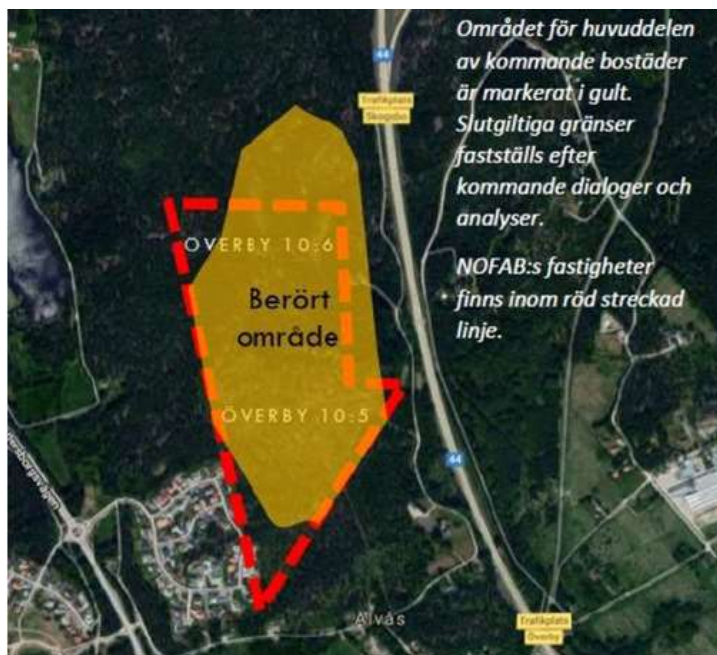 Området för huvuddelen
av kommande bostäder
är markerat i gult.
Slutgiltiga gränser
fastställs efter
kommande dialoger och
analyser.
NOFAB:s fastigheter
finns inom röd streckad
linje.
44
Trafikplats
Skogsbo
ÖVERBY 10:6
Berört
område
ÖVERBY 10:5
44
Älvås
Trafikplats
Överby